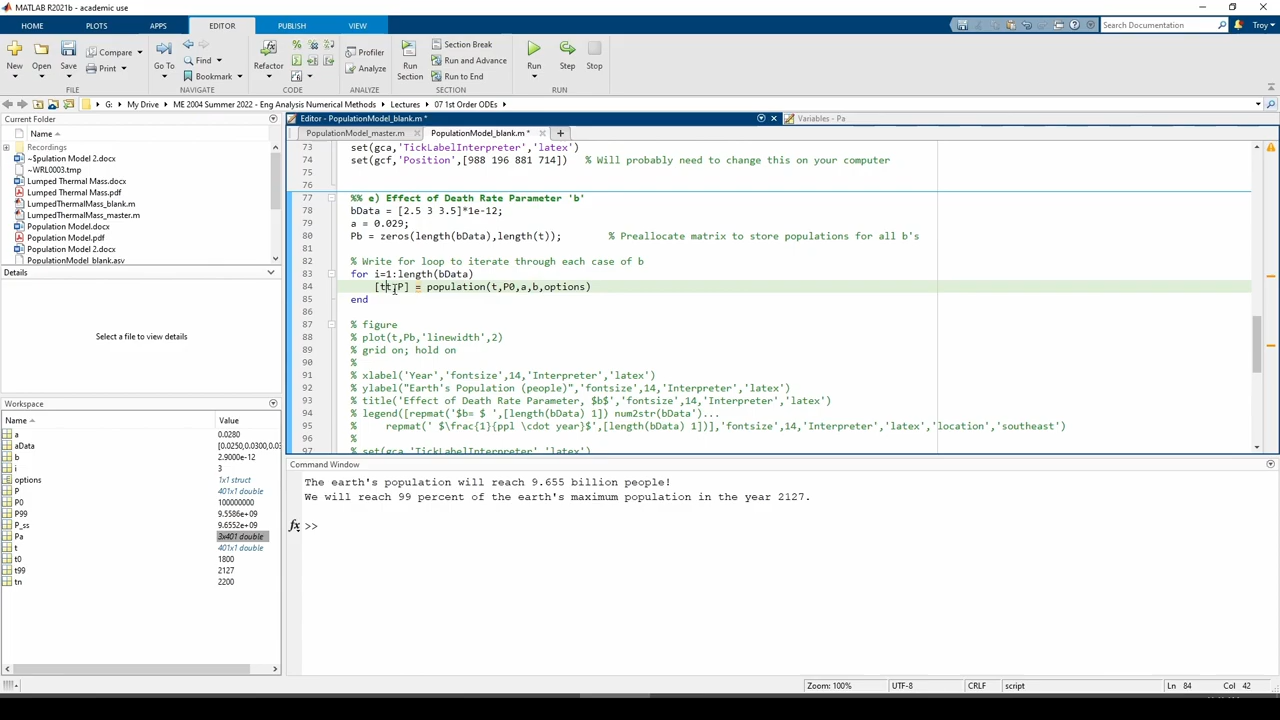 MATLAB R2021b - academic use
HOME PLOTS APPS EDITOR PUBLISH VIEW
Search Documentation Troy
New Open Save Compare Print
Go To Find Bookmark
Refactor
Profiler Analyze
Run Section Section Break Run and Advance Run to End
Run Step Stop
FILE NAVIGATE CODE ANALYZE SECTION RUN
G: My Drive ME 2004 Summer 2022 - Eng Analysis Numerical Methods Lectures 07 1st Order ODEs
Current Folder
Name
Recordings
~$pulation Model 2.docx
~WRL0003.tmp
Lumped Thermal Mass.docx
Lumped Thermal Mass.pdf
LumpedThermalMass_blank.m
LumpedThermalMass_master.m
Population Model.docx
Population Model.pdf
Population Model 2.docx
PopulationModel_blank.asv
Details
Select a file to view details
Workspace
Name Value
a 0.0280
aData [0.0250,0.0300,0.03
b 2.9000e-12
i 3
options 1x1 struct
P 401x1 double
P0 100000000
P99 9.5586e+09
P_ss 9.6552e+09
Pa 3x401 double
t 401x1 double
t0 1800
t99 2127
tn 2200
Editor - PopulationModel_blank.m *
Variables - Pa
PopulationModel_master.m PopulationModel_blank.m *
73 set(gca,'TickLabelInterpreter','latex')
74 set(gcf,'Position',[988 196 881 714]) % Will probably need to change this on your computer
75
76
77 %% e) Effect of Death Rate Parameter 'b'
78 bData = [2.5 3 3.5]*1e-12;
79 a = 0.029;
80 Pb = zeros(length(bData),length(t)); % Preallocate matrix to store populations for all b's
81
82 % Write for loop to iterate through each case of b
83 for i=1:length(bData)
84 = population(t,P0,a,b,options)
85 end
86
87 % figure
88 % plot(t,Pb,'linewidth',2)
89 % grid on; hold on
90 %
91 % xlabel('Year','fontsize',14,'Interpreter','latex')
92 % ylabel("Earth's Population (people)",'fontsize',14,'Interpreter','latex')
93 % title('Effect of Death Rate Parameter, $b$','fontsize',14,'Interpreter','latex')
94 % legend([repmat('$b= $ ',[length(bData) 1]) num2str(bData')...
95 % repmat(' $\frac{1}{ppl \cdot year}$',[length(bData) 1])],'fontsize',14,'Interpreter','latex','location','southeast')
96 %
97 % set(gca,'TickLabelInterpreter','latex')
Command Window
The earth's population will reach 9.655 billion people!
We will reach 99 percent of the earth's maximum population in the year 2127.
fx >>
Zoom: 100% UTF-8 CRLF script Ln 84 Col 42